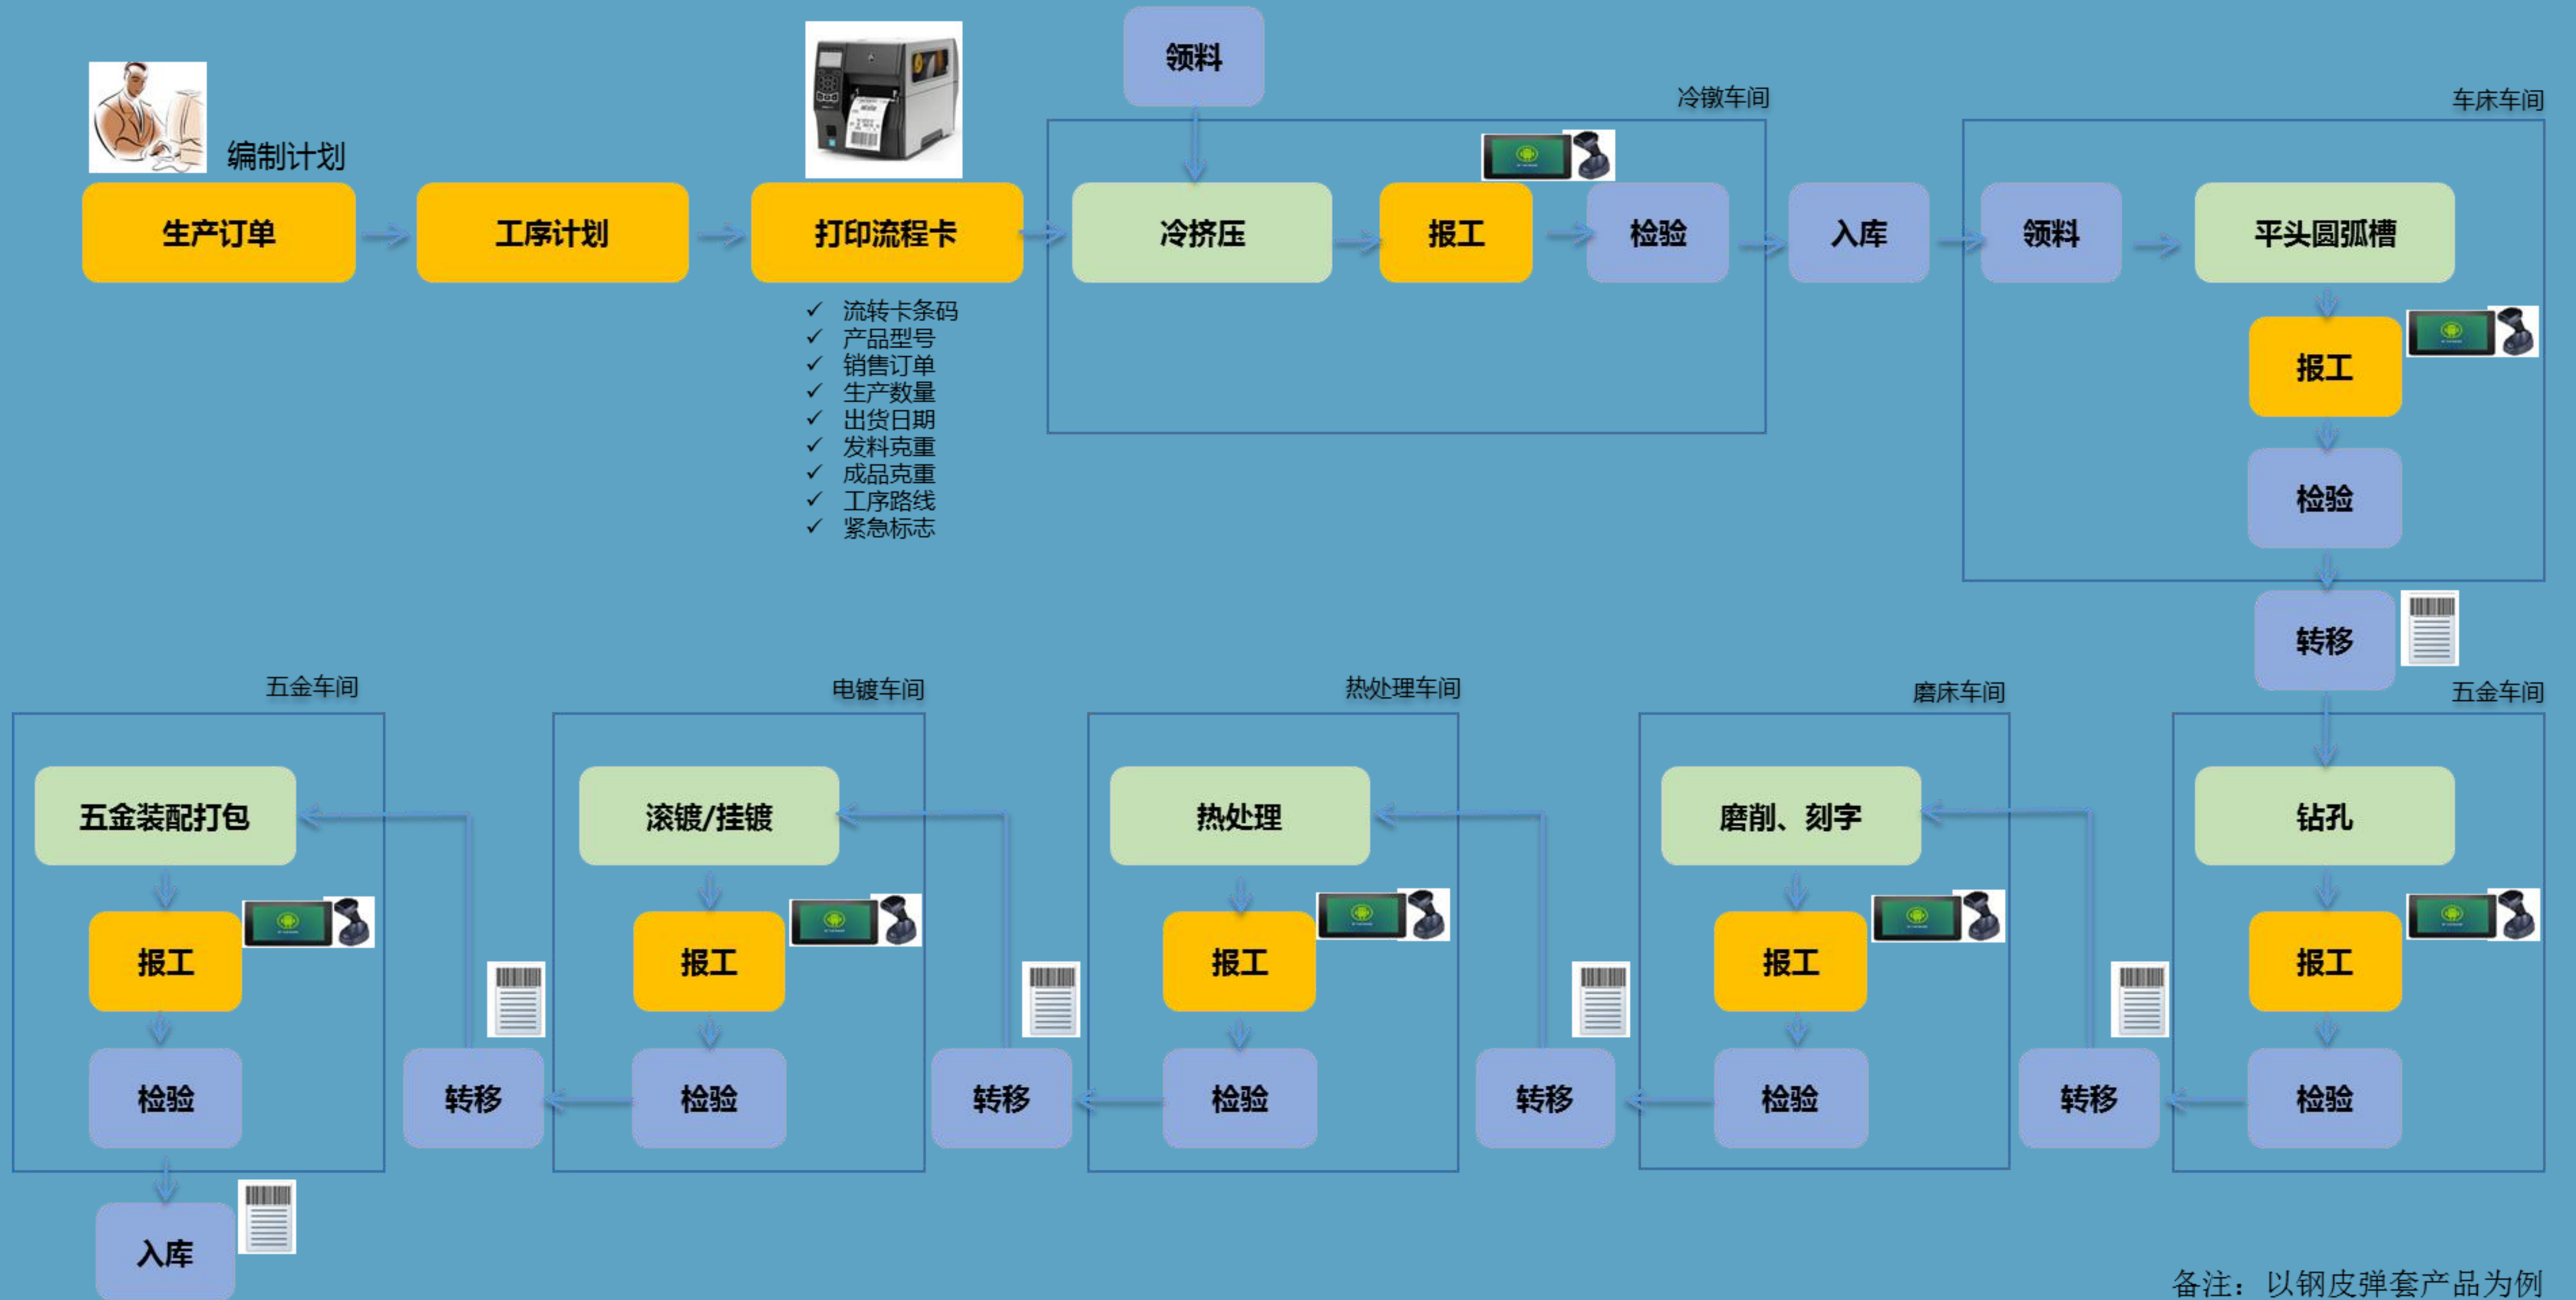 领料
冷镦车间
车床车间
编制计划
生产订单
工序计划
打印流程卡
冷挤压
报工
检验
入库
领料
平头圆弧槽
流转卡条码
产品型号
销售订单
生产数量
出货日期
发料克重
成品克重
工序路线
紧急标志
报工
检验
转移
五金车间
电镀车间
热处理车间
磨床车间
五金车间
五金装配打包
滚镀/挂镀
热处理
磨削、刻字
钻孔
报工
报工
报工
报工
报工
检验
转移
检验
转移
检验
转移
检验
转移
检验
入库
备注：以钢皮弹套产品为例